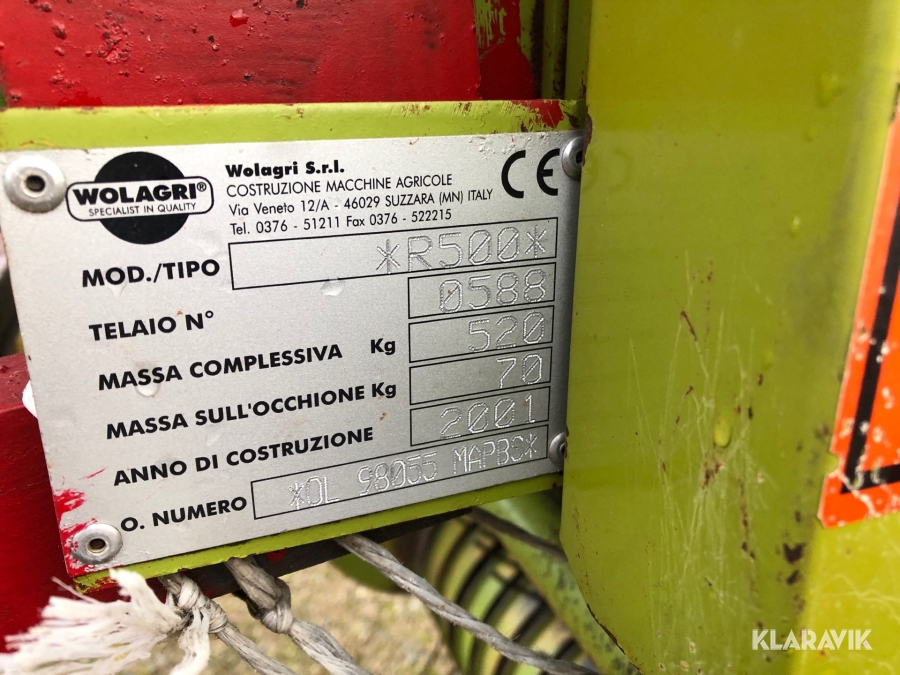 WOLAGRI®
SPECIALIST IN QUALITY
Wolagri S.r.l.
COSTRUZIONE MACCHINE AGRICOLE
Via Veneto 12/A - 46029 SUZZARA (MN) ITALY
Tel. 0376 - 51211 Fax 0376 - 522215
CE
MOD./TIPO *R500*
TELAIO N° 0588
MASSA COMPLESSIVA Kg 520
MASSA SULL'OCCHIONE Kg 70
ANNO DI COSTRUZIONE 2001
O. NUMERO *OL 98055 MAPBS*
KLARAVIK